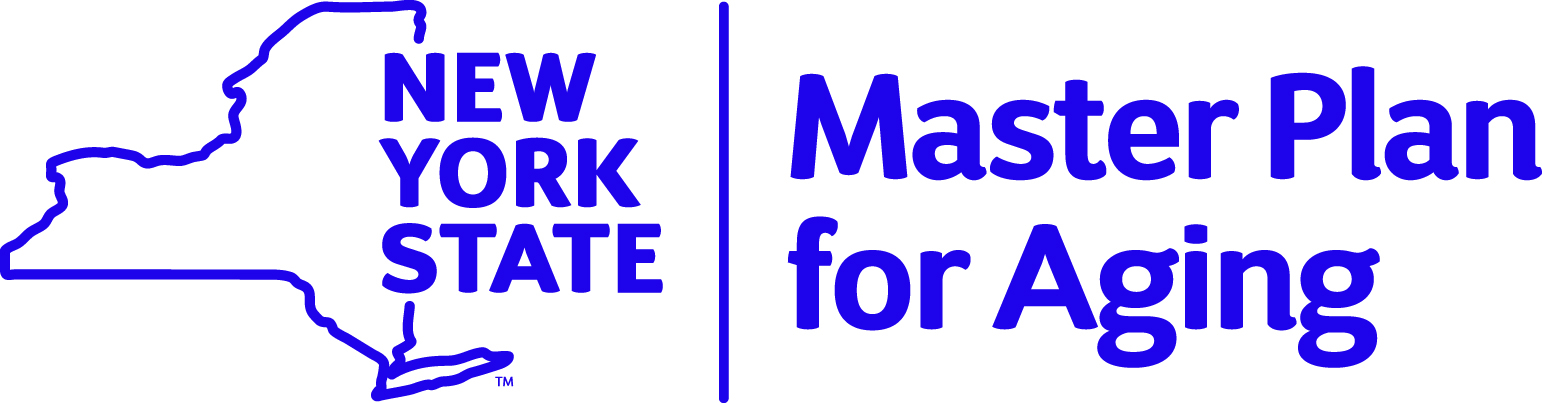 NEW
YORK
STATE
TM
Master Plan
for Aging